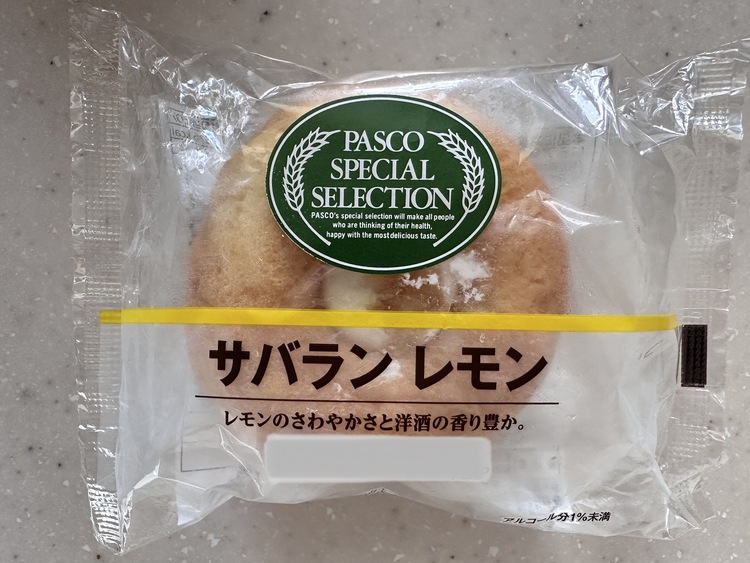 PASCO
SPECIAL
SELECTION
PASCO's special selection will make all people
who are thinking of their health,
happy with the most delicious taste.
サバラン レモン
レモンのさわやかさと洋酒の香り豊か。
アルコール分1%未満